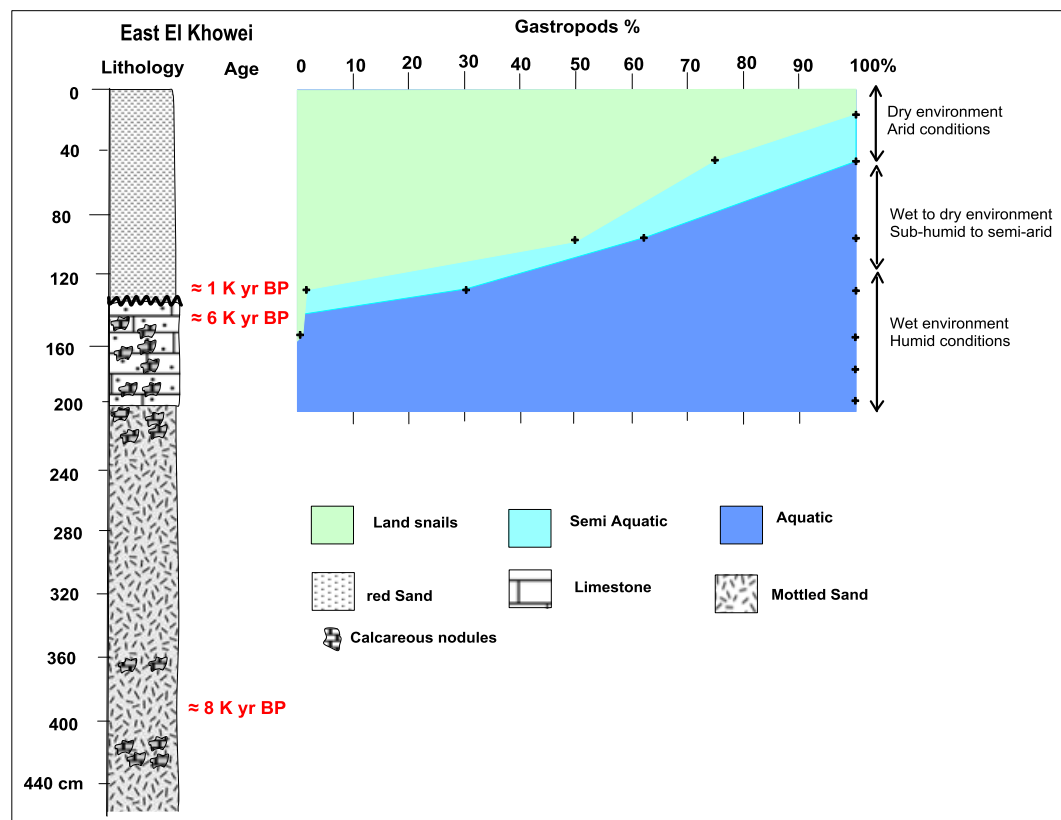 East El Khowei
Gastropods %
Lithology Age
0 10 20 30 40 50 60 70 80 90 100%
0
40
80
120
160
200
240
280
320
360
400
440 cm
≈ 1 K yr BP
≈ 6 K yr BP
≈ 8 K yr BP
Dry environment
Arid conditions
Wet to dry environment
Sub-humid to semi-arid
Wet environment
Humid conditions
Land snails
Semi Aquatic
Aquatic
red Sand
Limestone
Mottled Sand
Calcareous nodules